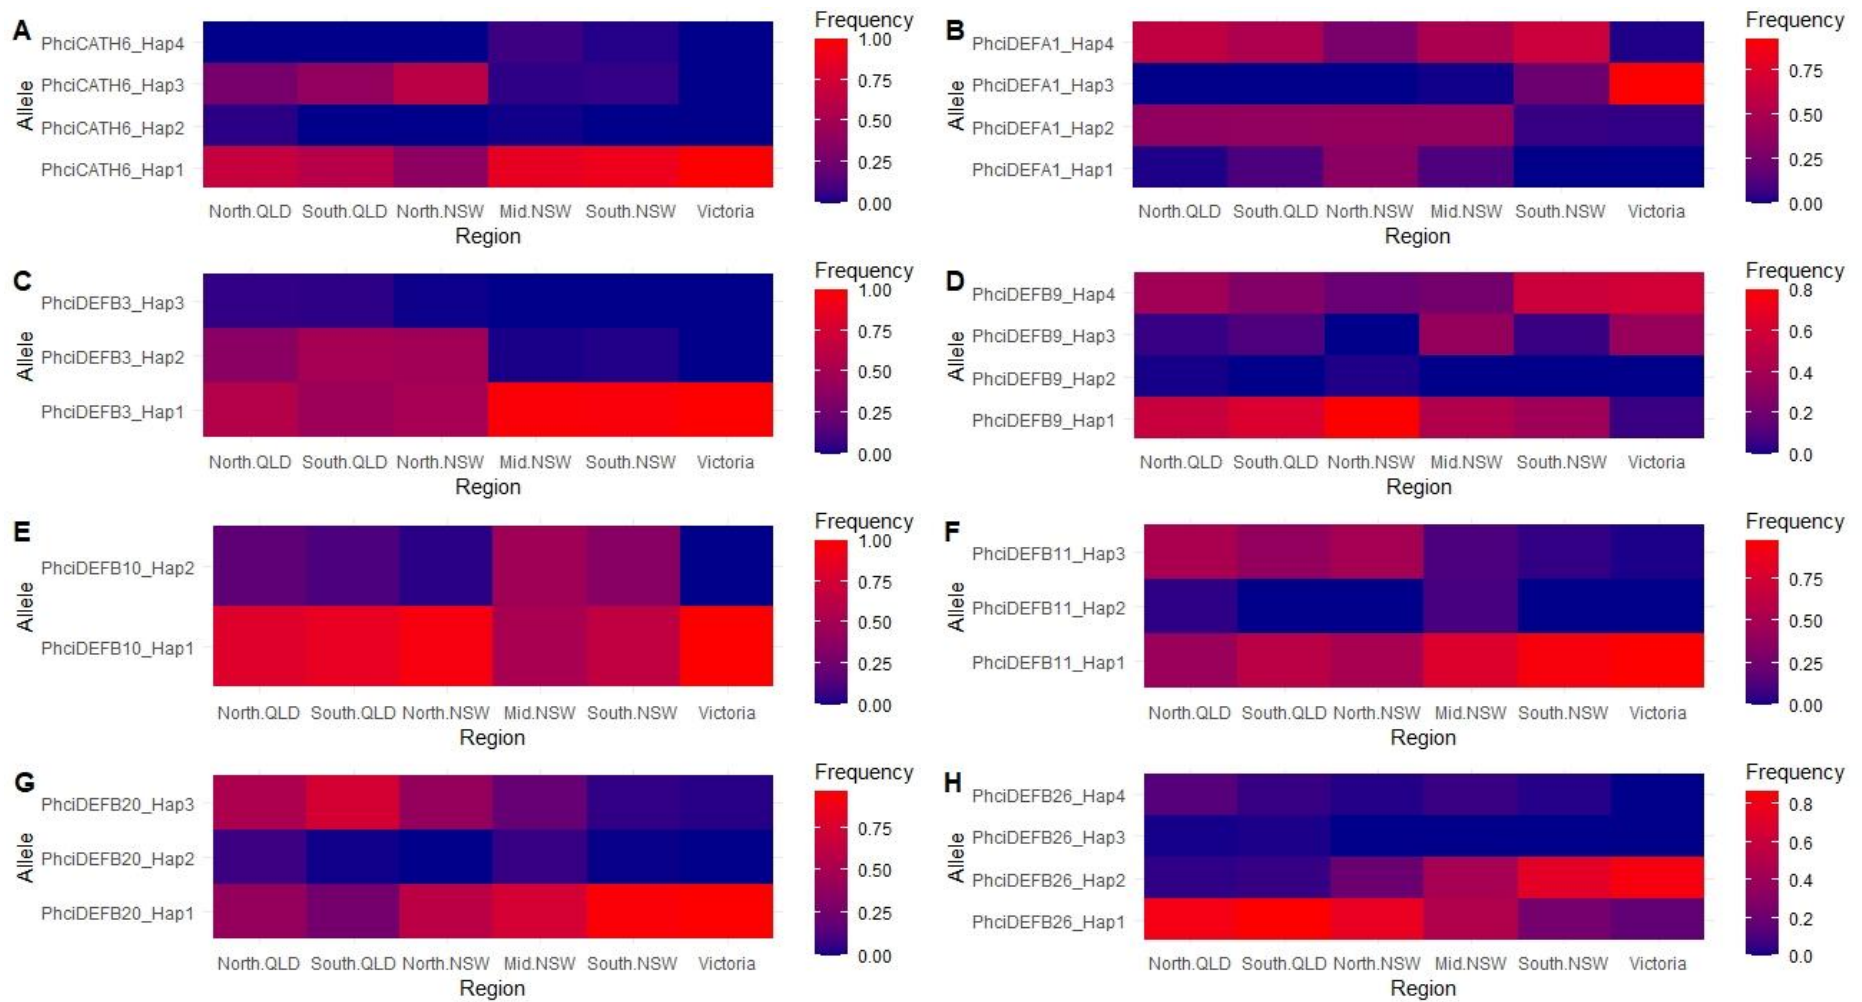 A
Frequency
PhciCATH6_Hap4
PhciCATH6_Hap3
PhciCATH6_Hap2
PhciCATH6_Hap1
Allele
1.00
0.75
0.50
0.25
0.00
North.QLD South.QLD North.NSW Mid.NSW South.NSW Victoria
Region
B
Frequency
PhciDEFA1_Hap4
PhciDEFA1_Hap3
PhciDEFA1_Hap2
PhciDEFA1_Hap1
Allele
0.75
0.50
0.25
0.00
North.QLD South.QLD North.NSW Mid.NSW South.NSW Victoria
Region
C
Frequency
PhciDEFB3_Hap3
PhciDEFB3_Hap2
PhciDEFB3_Hap1
Allele
1.00
0.75
0.50
0.25
0.00
North.QLD South.QLD North.NSW Mid.NSW South.NSW Victoria
Region
D
Frequency
PhciDEFB9_Hap4
PhciDEFB9_Hap3
PhciDEFB9_Hap2
PhciDEFB9_Hap1
Allele
0.8
0.6
0.4
0.2
0.0
North.QLD South.QLD North.NSW Mid.NSW South.NSW Victoria
Region
E
Frequency
PhciDEFB10_Hap2
PhciDEFB10_Hap1
Allele
1.00
0.75
0.50
0.25
0.00
North.QLD South.QLD North.NSW Mid.NSW South.NSW Victoria
Region
F
Frequency
PhciDEFB11_Hap3
PhciDEFB11_Hap2
PhciDEFB11_Hap1
Allele
0.75
0.50
0.25
0.00
North.QLD South.QLD North.NSW Mid.NSW South.NSW Victoria
Region
G
Frequency
PhciDEFB20_Hap3
PhciDEFB20_Hap2
PhciDEFB20_Hap1
Allele
0.75
0.50
0.25
0.00
North.QLD South.QLD North.NSW Mid.NSW South.NSW Victoria
Region
H
Frequency
PhciDEFB26_Hap4
PhciDEFB26_Hap3
PhciDEFB26_Hap2
PhciDEFB26_Hap1
Allele
0.8
0.6
0.4
0.2
0.0
North.QLD South.QLD North.NSW Mid.NSW South.NSW Victoria
Region